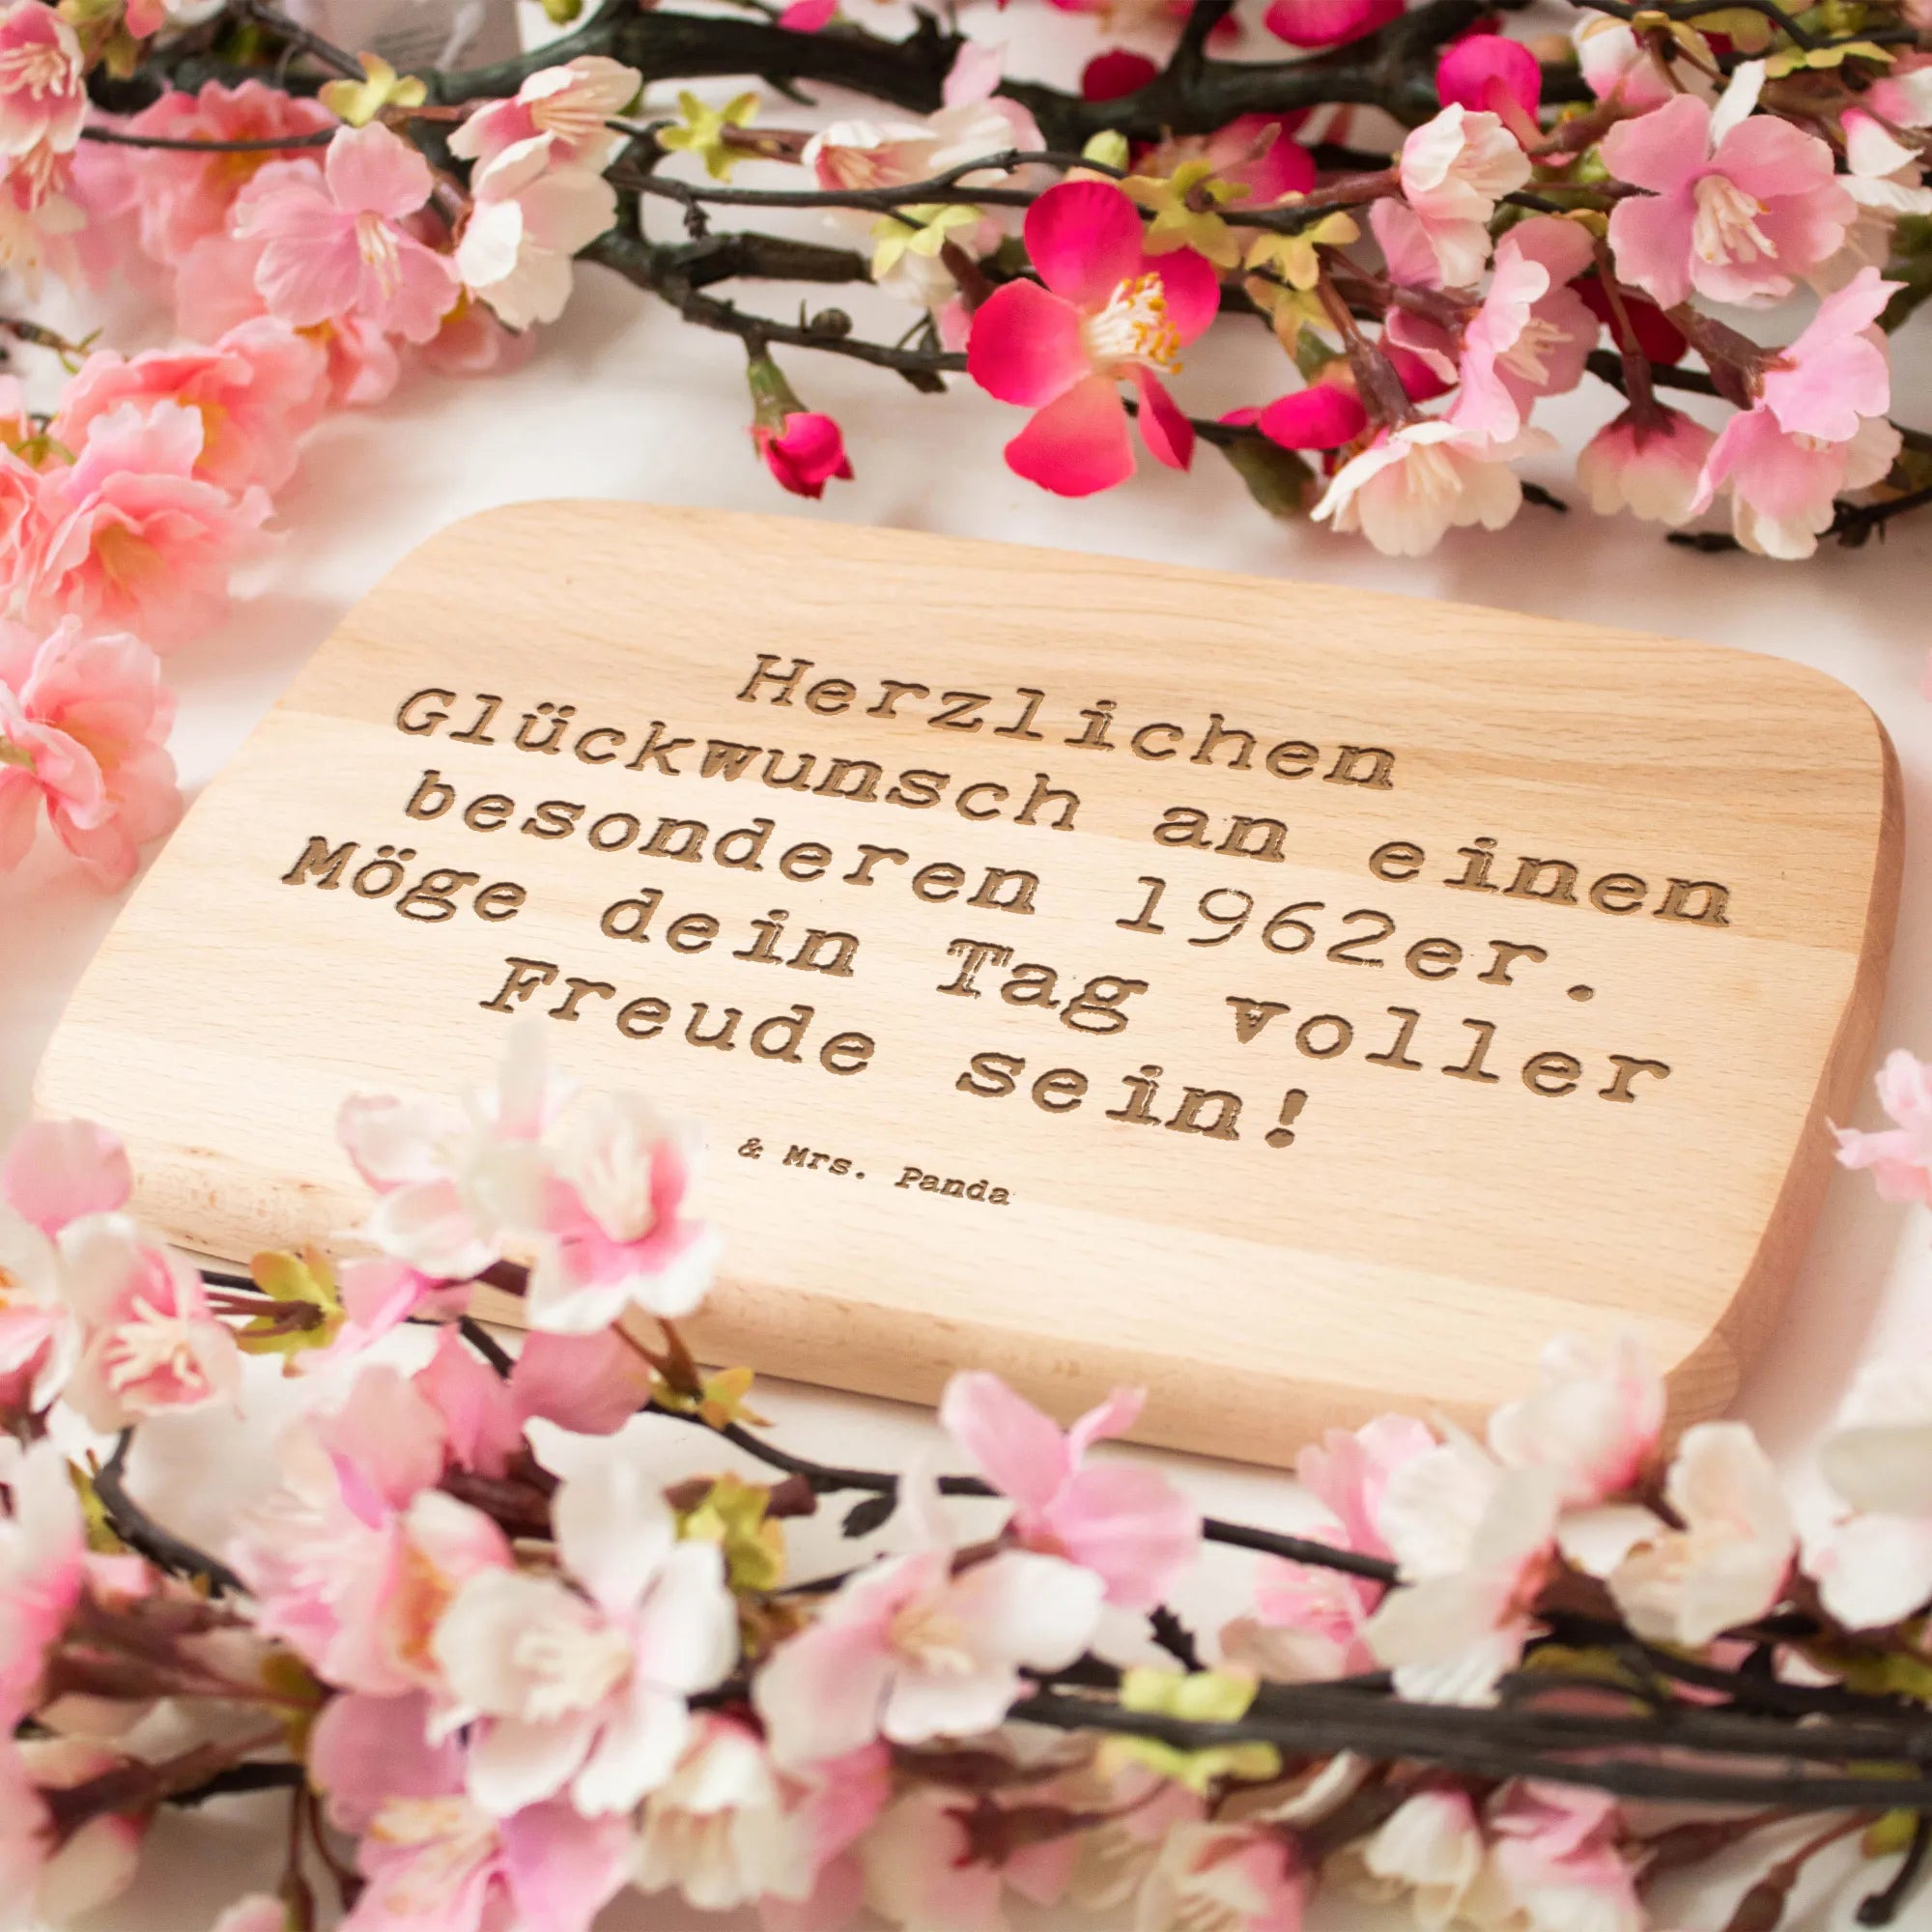 Herzlichen
Glückwunsch an einen
besonderen 1962er.
Möge dein Tag voller
Freude sein!
& Mrs. Panda